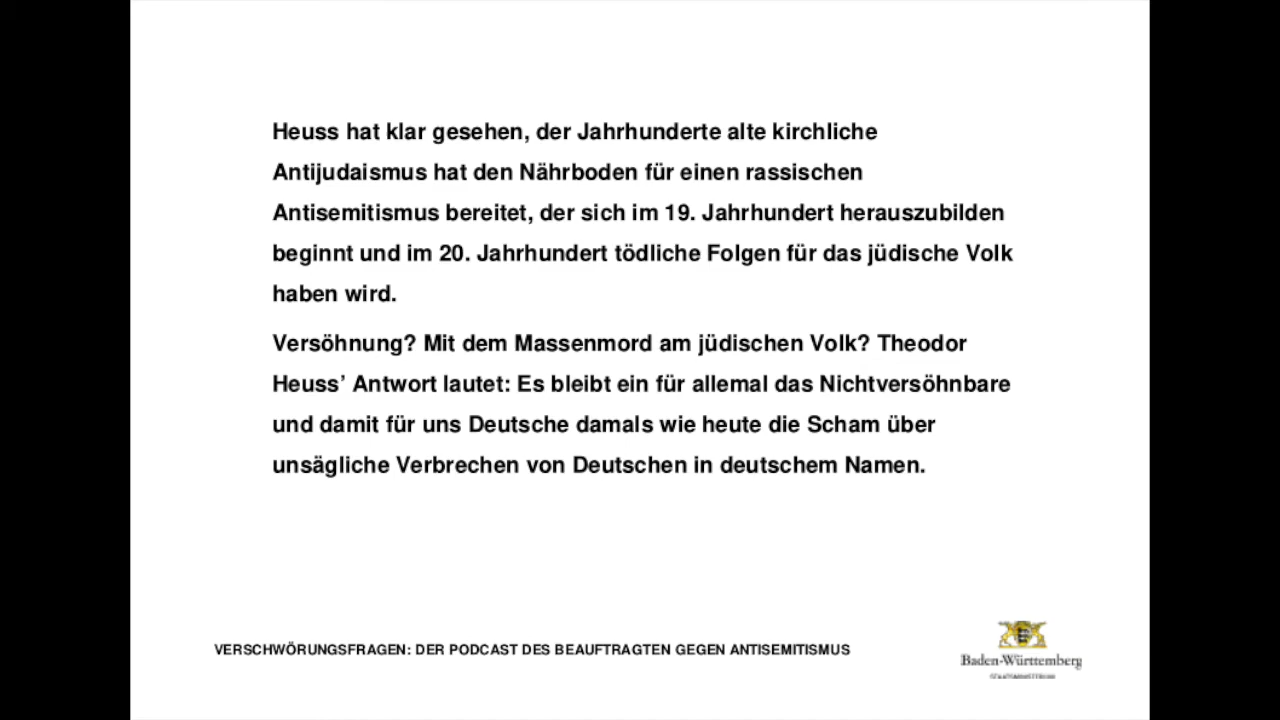 Heuss hat klar gesehen, der Jahrhunderte alte kirchliche
Antijudaismus hat den Nährboden für einen rassischen
Antisemitismus bereitet, der sich im 19. Jahrhundert herauszubilden
beginnt und im 20. Jahrhundert tödliche Folgen für das jüdische Volk
haben wird.
Versöhnung? Mit dem Massenmord am jüdischen Volk? Theodor
Heuss’ Antwort lautet: Es bleibt ein für allemal das Nichtversöhnbare
und damit für uns Deutsche damals wie heute die Scham über
unsägliche Verbrechen von Deutschen in deutschem Namen.
VERSCHWÖRUNGSFRAGEN: DER PODCAST DES BEAUFTRAGTEN GEGEN ANTISEMITISMUS
Baden-Württemberg
STAATSMINISTERIUM